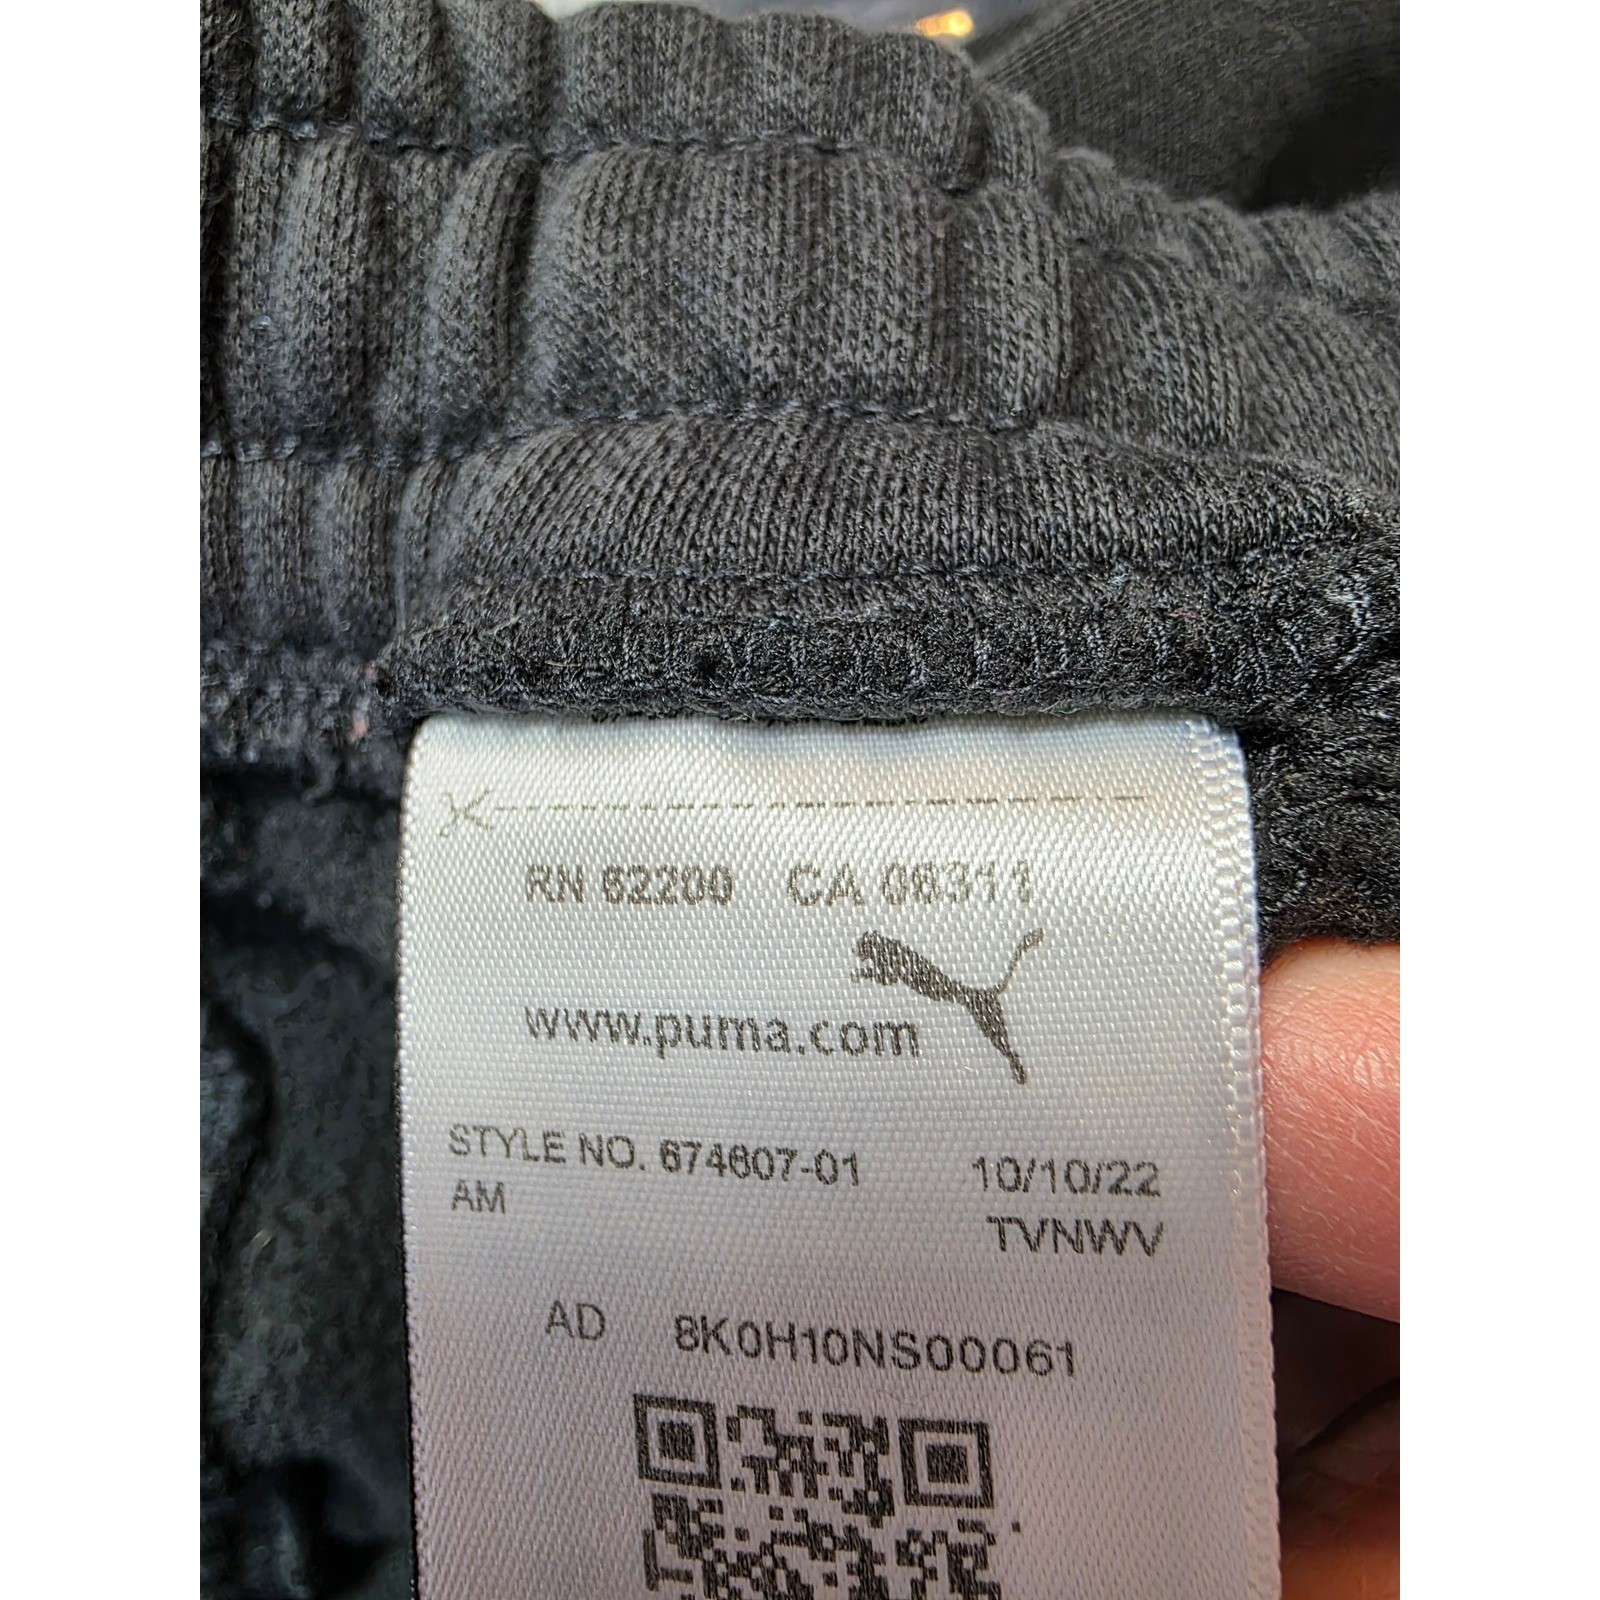 RN 62200 CA 06311
www.puma.com
STYLE NO. 674607-01 10/10/22
AM TVNWV
AD 8K0H10NS00061